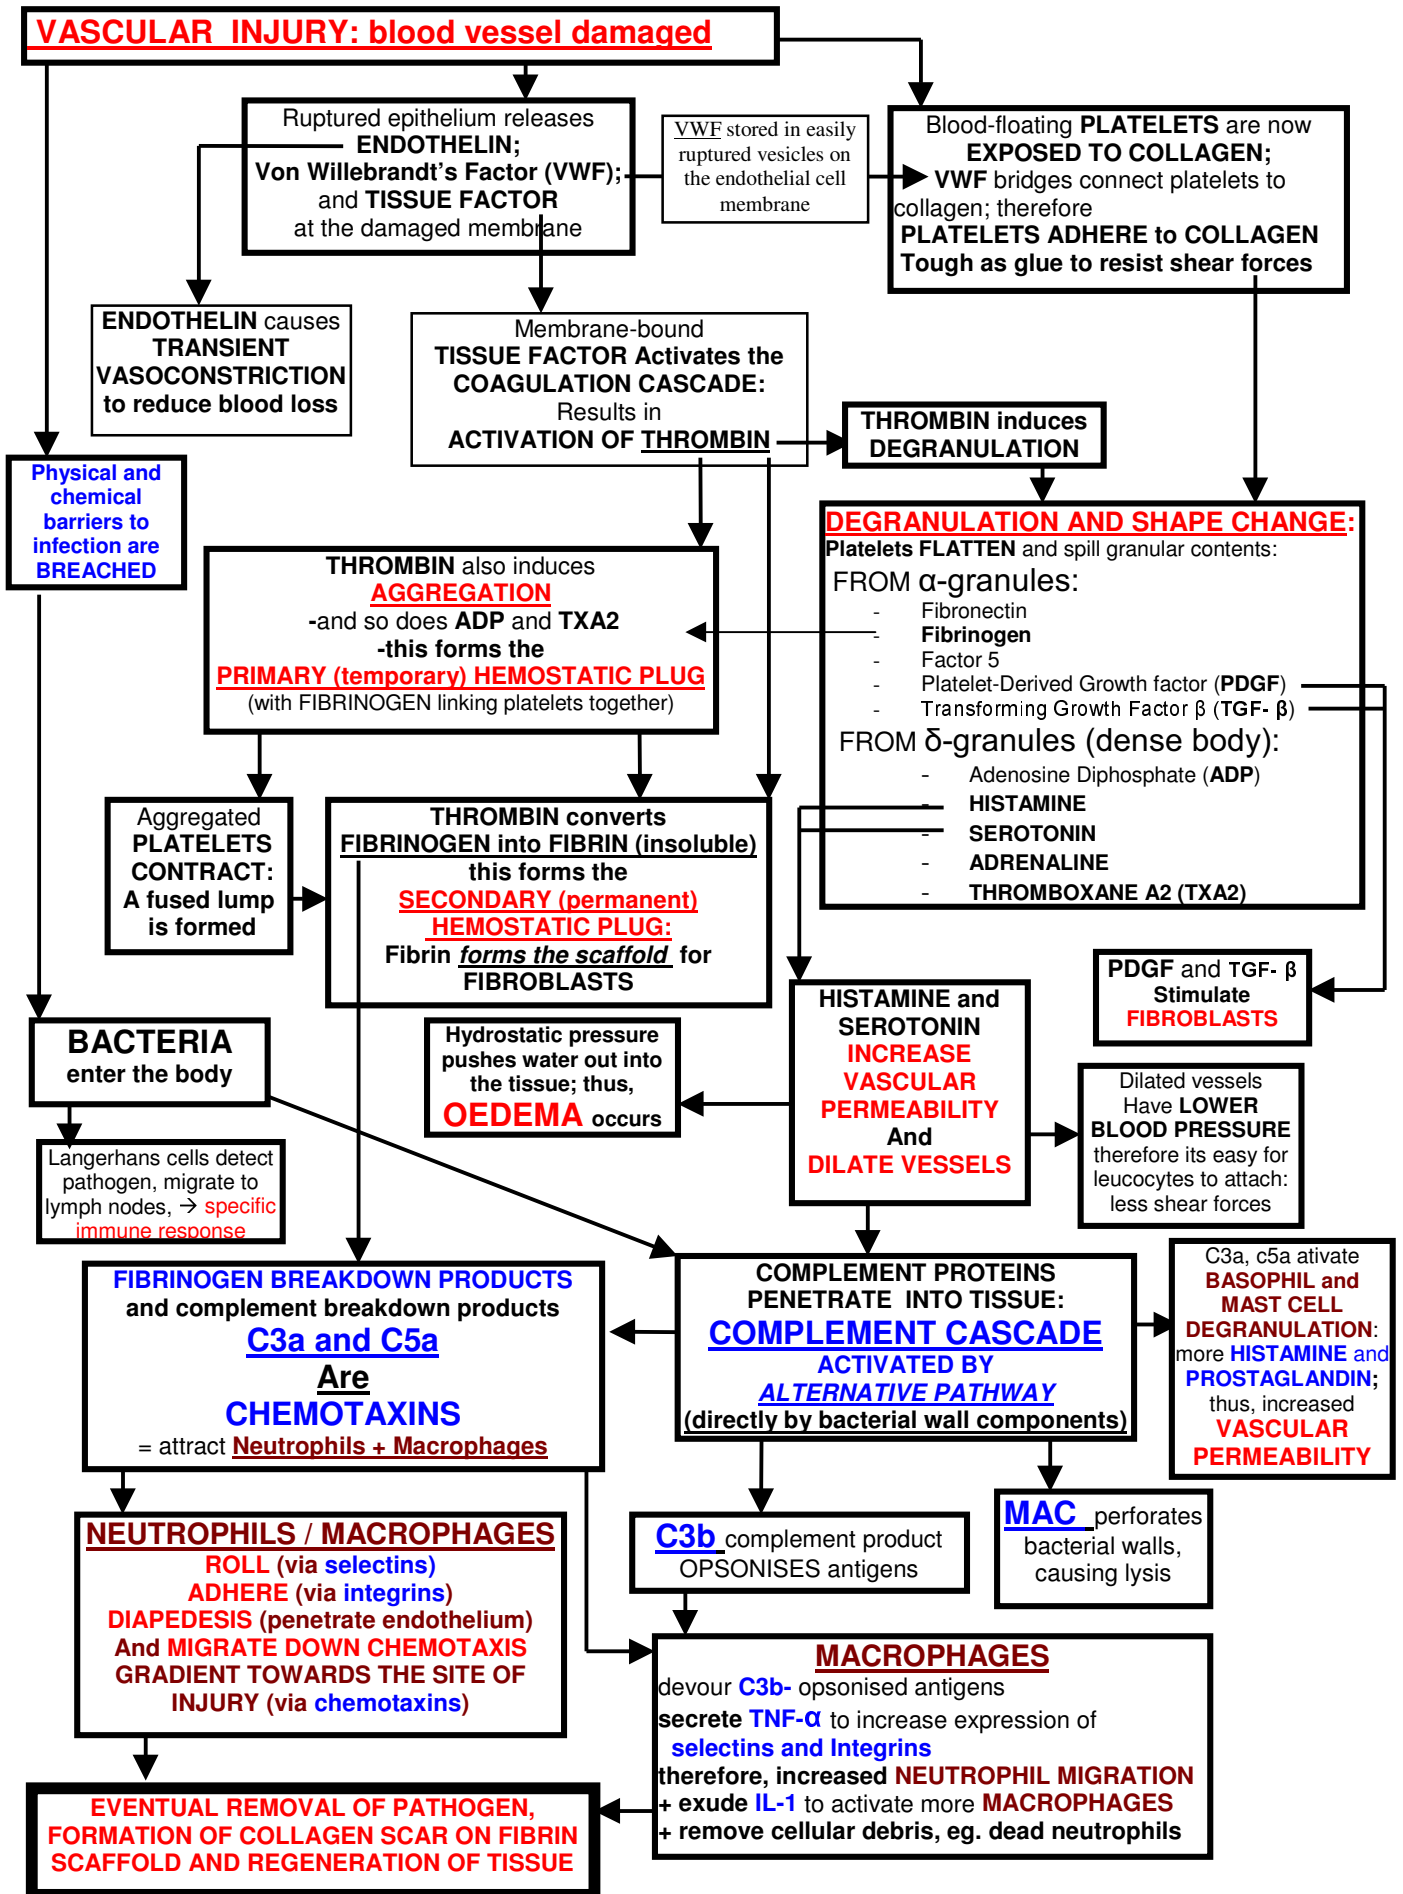 VASCULAR INJURY: blood vessel damaged
Ruptured epithelium releases
ENDOTHELIN;
Von Willebrandt's Factor (VWF);
and TISSUE FACTOR
at the damaged membrane
VWF stored in easily
ruptured vesicles on
the endothelial cell
membrane
Blood-floating PLATELETS are now
EXPOSED TO COLLAGEN;
VWF bridges connect platelets to
collagen; therefore
PLATELETS ADHERE to COLLAGEN
Tough as glue to resist shear forces
ENDOTHELIN causes
TRANSIENT
VASOCONSTRICTION
to reduce blood loss
Membrane-bound
TISSUE FACTOR Activates the
COAGULATION CASCADE:
Results in
ACTIVATION OF THROMBIN
THROMBIN induces
DEGRANULATION
Physical and
chemical
barriers to
infection are
BREACHED
DEGRANULATION AND SHAPE CHANGE:
Platelets FLATTEN and spill granular contents:
FROM α-granules:
- Fibronectin
- Fibrinogen
- Factor 5
- Platelet-Derived Growth factor (PDGF)
- Transforming Growth Factor β (TGF- β)
FROM δ-granules (dense body):
- Adenosine Diphosphate (ADP)
- HISTAMINE
- SEROTONIN
- ADRENALINE
- THROMBOXANE A2 (TXA2)
THROMBIN also induces
AGGREGATION
-and so does ADP and TXA2
-this forms the
PRIMARY (temporary) HEMOSTATIC PLUG
(with FIBRINOGEN linking platelets together)
Aggregated
PLATELETS
CONTRACT:
A fused lump
is formed
THROMBIN converts
FIBRINOGEN into FIBRIN (insoluble)
this forms the
SECONDARY (permanent)
HEMOSTATIC PLUG:
Fibrin forms the scaffold for
FIBROBLASTS
HISTAMINE and
SEROTONIN
INCREASE
VASCULAR
PERMEABILITY
And
DILATE VESSELS
PDGF and TGF- β
Stimulate
FIBROBLASTS
BACTERIA
enter the body
Hydrostatic pressure
pushes water out into
the tissue; thus,
OEDEMA occurs
Dilated vessels
Have LOWER
BLOOD PRESSURE
therefore its easy for
leucocytes to attach:
less shear forces
Langerhans cells detect
pathogen, migrate to
lymph nodes, → specific
immune response
FIBRINOGEN BREAKDOWN PRODUCTS
and complement breakdown products
C3a and C5a
Are
CHEMOTAXINS
= attract Neutrophils + Macrophages
COMPLEMENT PROTEINS
PENETRATE INTO TISSUE:
COMPLEMENT CASCADE
ACTIVATED BY
ALTERNATIVE PATHWAY
(directly by bacterial wall components)
C3a, c5a ativate
BASOPHIL and
MAST CELL
DEGRANULATION:
more HISTAMINE and
PROSTAGLANDIN;
thus, increased
VASCULAR
PERMEABILITY
NEUTROPHILS / MACROPHAGES
ROLL (via selectins)
ADHERE (via integrins)
DIAPEDESIS (penetrate endothelium)
And MIGRATE DOWN CHEMOTAXIS
GRADIENT TOWARDS THE SITE OF
INJURY (via chemotaxins)
C3b complement product
OPSONISES antigens
MAC perforates
bacterial walls,
causing lysis
MACROPHAGES
devour C3b- opsonised antigens
secrete TNF-α to increase expression of
selectins and Integrins
therefore, increased NEUTROPHIL MIGRATION
+ exude IL-1 to activate more MACROPHAGES
+ remove cellular debris, eg. dead neutrophils
EVENTUAL REMOVAL OF PATHOGEN,
FORMATION OF COLLAGEN SCAR ON FIBRIN
SCAFFOLD AND REGENERATION OF TISSUE